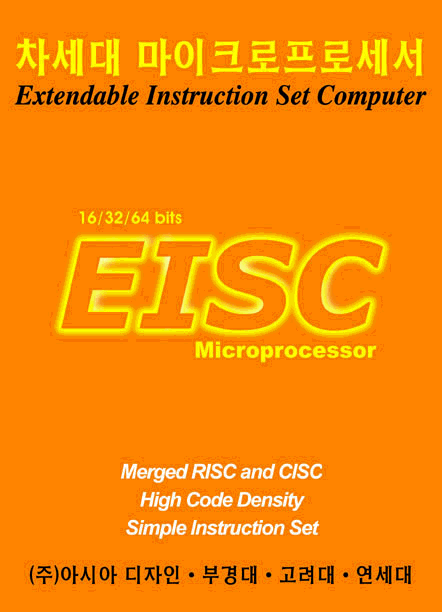 차세대 마이크로프로세서
Extendable Instruction Set Computer
16/32/64 bits
EISC
Microprocessor
Merged RISC and CISC
High Code Density
Simple Instruction Set
(주)아시아 디자인 • 부경대 • 고려대 • 연세대